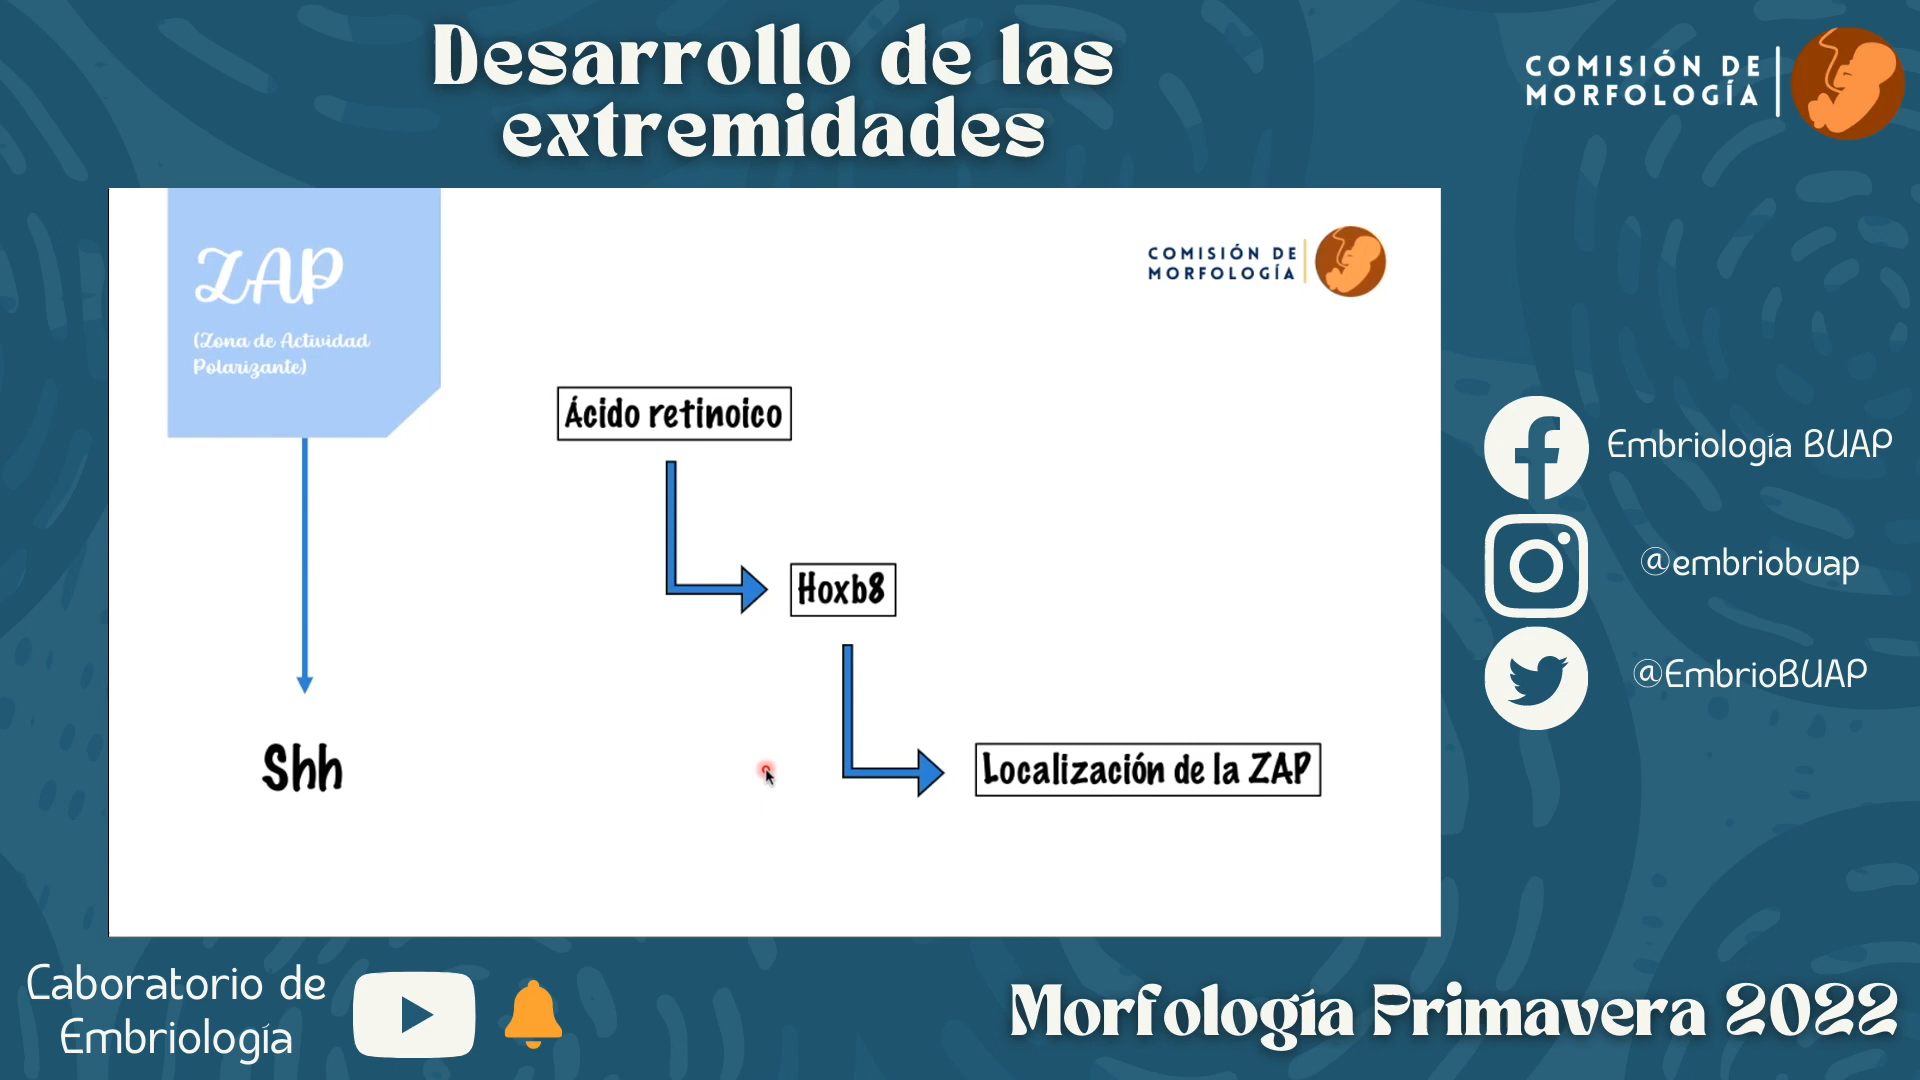 Desarrollo de las
extremidades
COMISIÓN DE
MORFOLOGÍA
ZAP
(Zona de Actividad
Polarizante)
COMISIÓN DE
MORFOLOGÍA
Ácido retinoico
Hoxb8
Shh
Localización de la ZAP
Embriología BUAP
@embriobuap
@EmbrioBUAP
Laboratorio de
Embriología
Morfología Primavera 2022